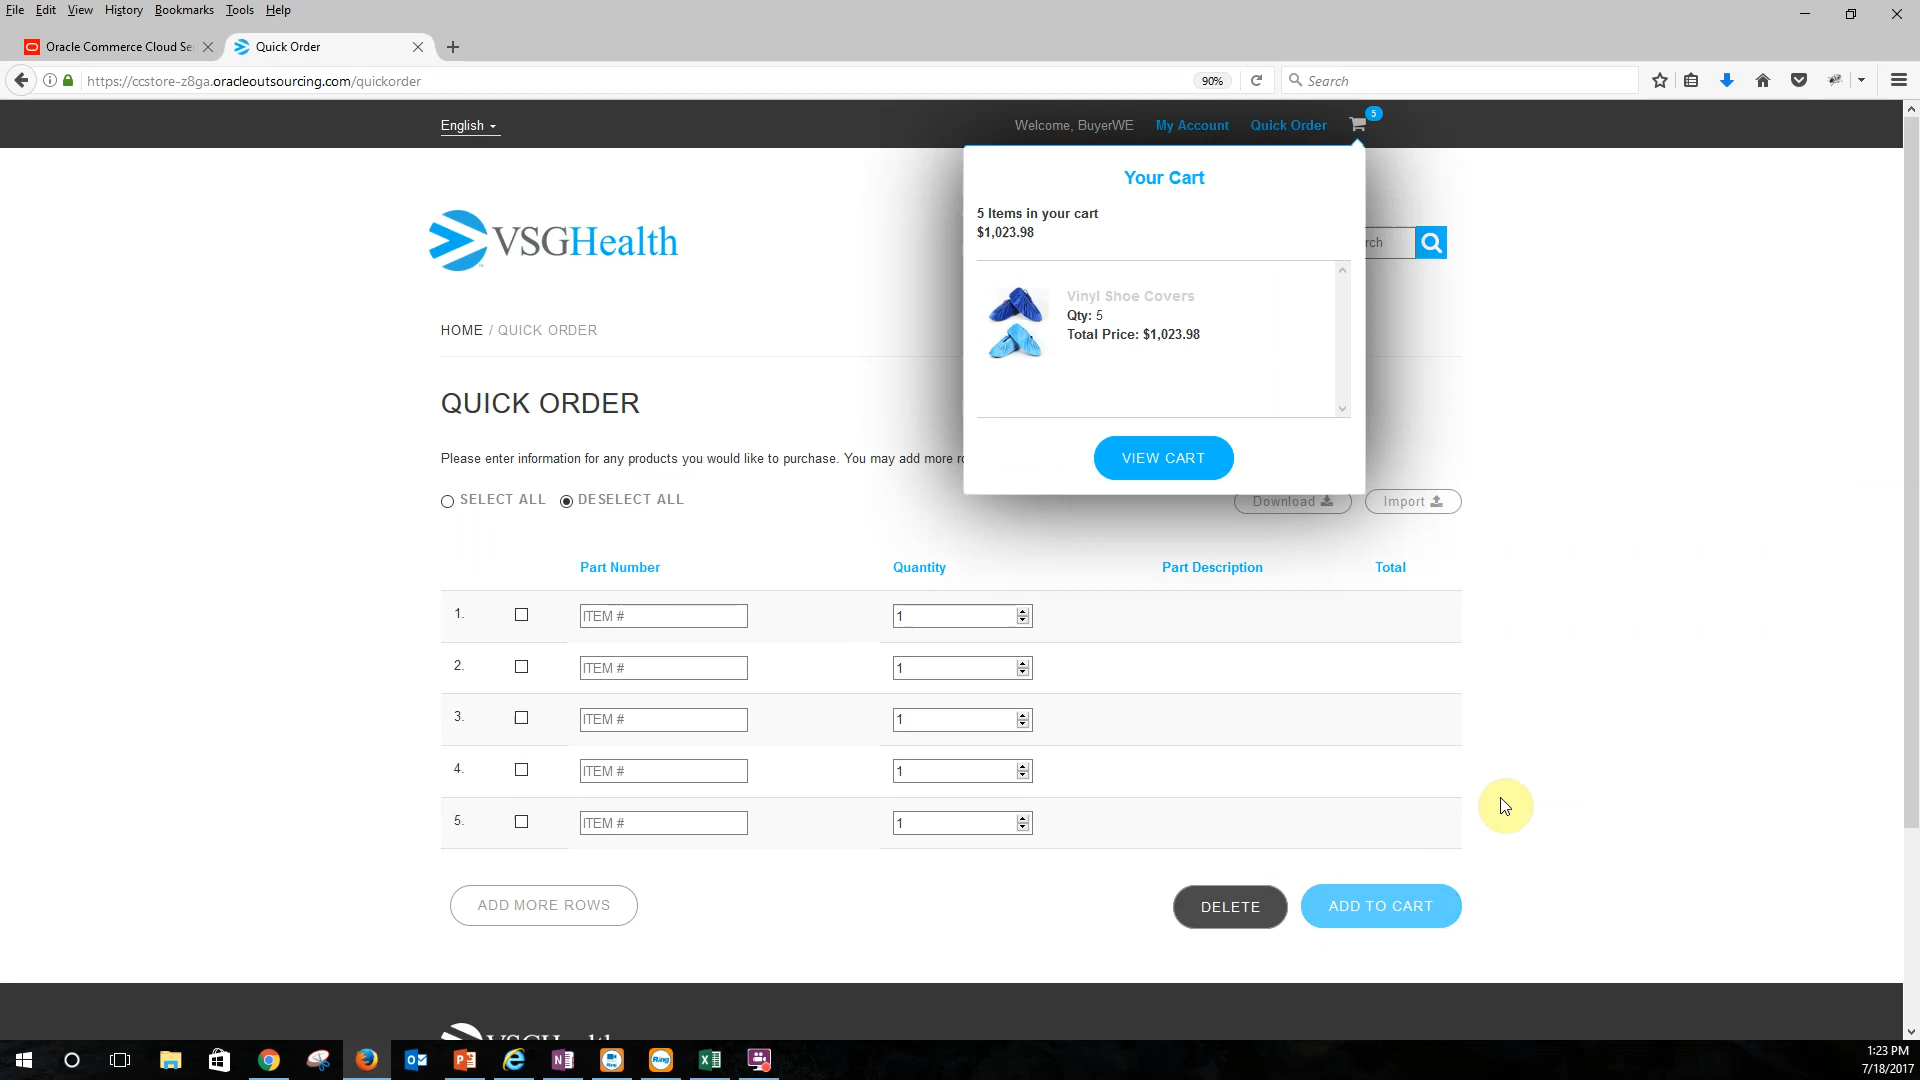 File Edit View History Bookmarks Tools Help
Oracle Commerce Cloud Se
Quick Order
https://ccstore-z8ga.oracleoutsourcing.com/quickorder
90%
Search
English
Welcome, BuyerWE
My Account
Quick Order
5
Your Cart
5 Items in your cart
$1,023.98
Vinyl Shoe Covers
Qty: 5
Total Price: $1,023.98
VIEW CART
VSGHealth
rch
HOME / QUICK ORDER
QUICK ORDER
Please enter information for any products you would like to purchase. You may add more
SELECT ALL
DESELECT ALL
Download
Import
Part Number Quantity Part Description Total
1. ITEM # 1
2. ITEM # 1
3. ITEM # 1
4. ITEM # 1
5. ITEM # 1
ADD MORE ROWS
DELETE
ADD TO CART
VSGHealth
Ring
1:23 PM
7/18/2017